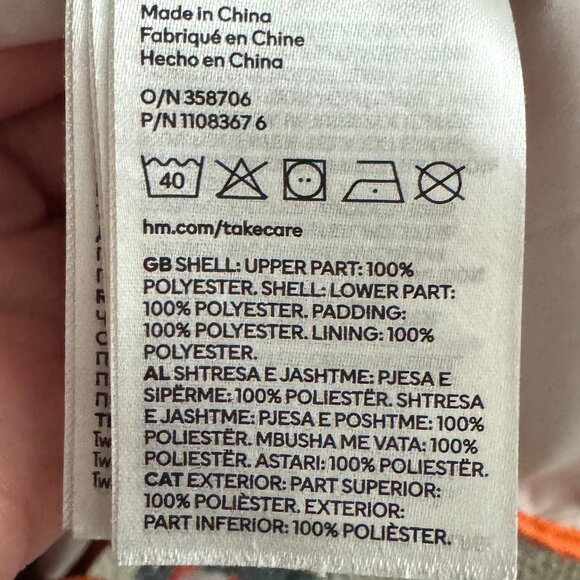 Made in China
Fabriqué en Chine
Hecho en China
O/N 358706
P/N 1108367 6
40
hm.com/takecare
GB SHELL: UPPER PART: 100%
POLYESTER. SHELL: LOWER PART:
100% POLYESTER. PADDING:
100% POLYESTER. LINING: 100%
POLYESTER.
AL SHTRESA E JASHTME: PJESA E
SIPËRME: 100% POLIESTËR. SHTRESA
E JASHTME: PJESA E POSHTME: 100%
POLIESTËR. MBUSHA ME VATA: 100%
POLIESTËR. ASTARI: 100% POLIESTËR.
CAT EXTERIOR: PART SUPERIOR:
100% POLIÈSTER. EXTERIOR:
PART INFERIOR: 100% POLIÈSTER.